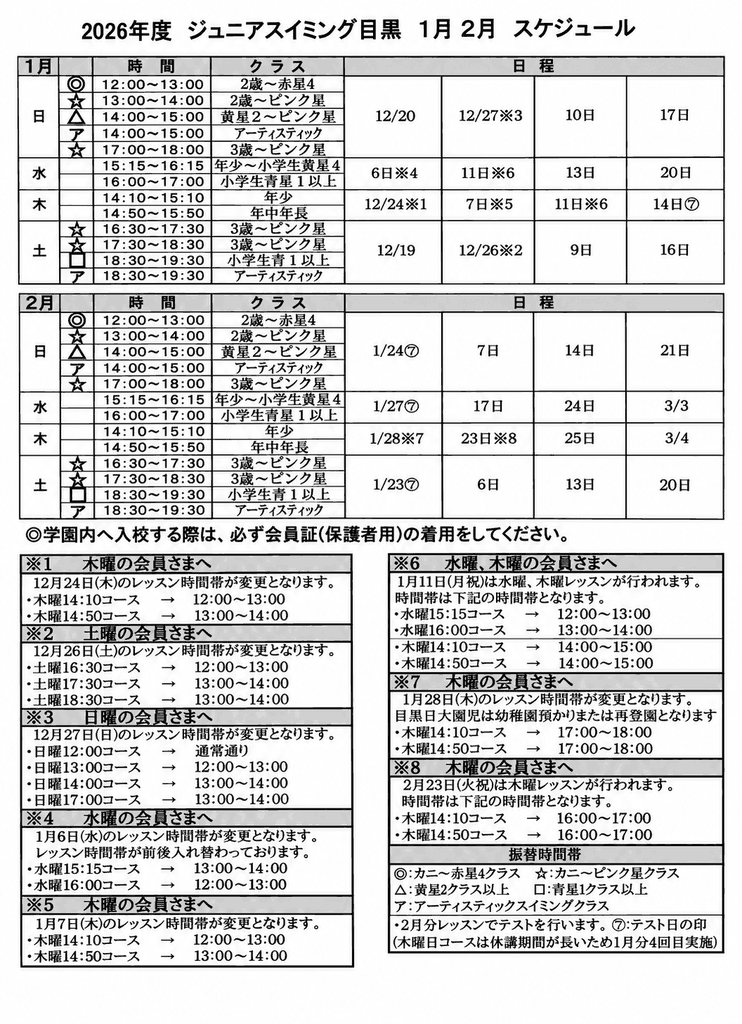 2026年度 ジュニアスイミング目黒 1月 2月 スケジュール
1月 時間 クラス 日程
日 ◎ 12:00～13:00 2歳～赤星4 12/20 12/27※3 10日 17日
☆ 13:00～14:00 2歳～ピンク星
△ 14:00～15:00 黄星2～ピンク星
ア 14:00～15:00 アーティスティック
☆ 17:00～18:00 3歳～ピンク星
水 15:15～16:15 年少～小学生黄星4 6日※4 11日※6 13日 20日
16:00～17:00 小学生青星1以上
木 14:10～15:10 年少 12/24※1 7日※5 11日※6 14日⑦
14:50～15:50 年中年長
土 ☆ 16:30～17:30 3歳～ピンク星 12/19 12/26※2 9日 16日
☆ 17:30～18:30 3歳～ピンク星
□ 18:30～19:30 小学生青1以上
ア 18:30～19:30 アーティスティック
2月 時間 クラス 日程
日 ◎ 12:00～13:00 2歳～赤星4 1/24⑦ 7日 14日 21日
☆ 13:00～14:00 2歳～ピンク星
△ 14:00～15:00 黄星2～ピンク星
ア 14:00～15:00 アーティスティック
☆ 17:00～18:00 3歳～ピンク星
水 15:15～16:15 年少～小学生黄星4 1/27⑦ 17日 24日 3/3
16:00～17:00 小学生青星1以上
木 14:10～15:10 年少 1/28※7 23日※8 25日 3/4
14:50～15:50 年中年長
土 ☆ 16:30～17:30 3歳～ピンク星 1/23⑦ 6日 13日 20日
☆ 17:30～18:30 3歳～ピンク星
□ 18:30～19:30 小学生青1以上
ア 18:30～19:30 アーティスティック
◎学園内へ入校する際は、必ず会員証(保護者用)の着用をしてください。
※1 木曜の会員さまへ
12月24日(木)のレッスン時間帯が変更となります。
・木曜14:10コース → 12:00～13:00
・木曜14:50コース → 13:00～14:00
※2 土曜の会員さまへ
12月26日(土)のレッスン時間帯が変更となります。
・土曜16:30コース → 12:00～13:00
・土曜17:30コース → 13:00～14:00
・土曜18:30コース → 13:00～14:00
※3 日曜の会員さまへ
12月27日(日)のレッスン時間帯が変更となります。
・日曜12:00コース → 通常通り
・日曜13:00コース → 12:00～13:00
・日曜14:00コース → 13:00～14:00
・日曜17:00コース → 13:00～14:00
※4 水曜の会員さまへ
1月6日(水)のレッスン時間帯が変更となります。
レッスン時間帯が前後入れ替わっております。
・水曜15:15コース → 13:00～14:00
・水曜16:00コース → 12:00～13:00
※5 木曜の会員さまへ
1月7日(木)のレッスン時間帯が変更となります。
・木曜14:10コース → 12:00～13:00
・木曜14:50コース → 13:00～14:00
※6 水曜、木曜の会員さまへ
1月11日(月祝)は水曜、木曜レッスンが行われます。
時間帯は下記の時間帯となります。
・水曜15:15コース → 12:00～13:00
・水曜16:00コース → 13:00～14:00
・木曜14:10コース → 14:00～15:00
・木曜14:50コース → 14:00～15:00
※7 木曜の会員さまへ
1月28日(木)のレッスン時間帯が変更となります。
目黒日大園児は幼稚園預かりまたは再登園となります
・木曜14:10コース → 17:00～18:00
・木曜14:50コース → 17:00～18:00
※8 木曜の会員さまへ
2月23日(火祝)は木曜レッスンが行われます。
時間帯は下記の時間帯となります。
・木曜14:10コース → 16:00～17:00
・木曜14:50コース → 16:00～17:00
振替時間帯
◎:カニ～赤星4クラス ☆:カニ～ピンク星クラス
△:黄星2クラス以上 □:青星1クラス以上
ア:アーティスティックスイミングクラス
・2月分レッスンでテストを行います。⑦:テスト日の印
(木曜日コースは休講期間が長いため1月分4回目実施)